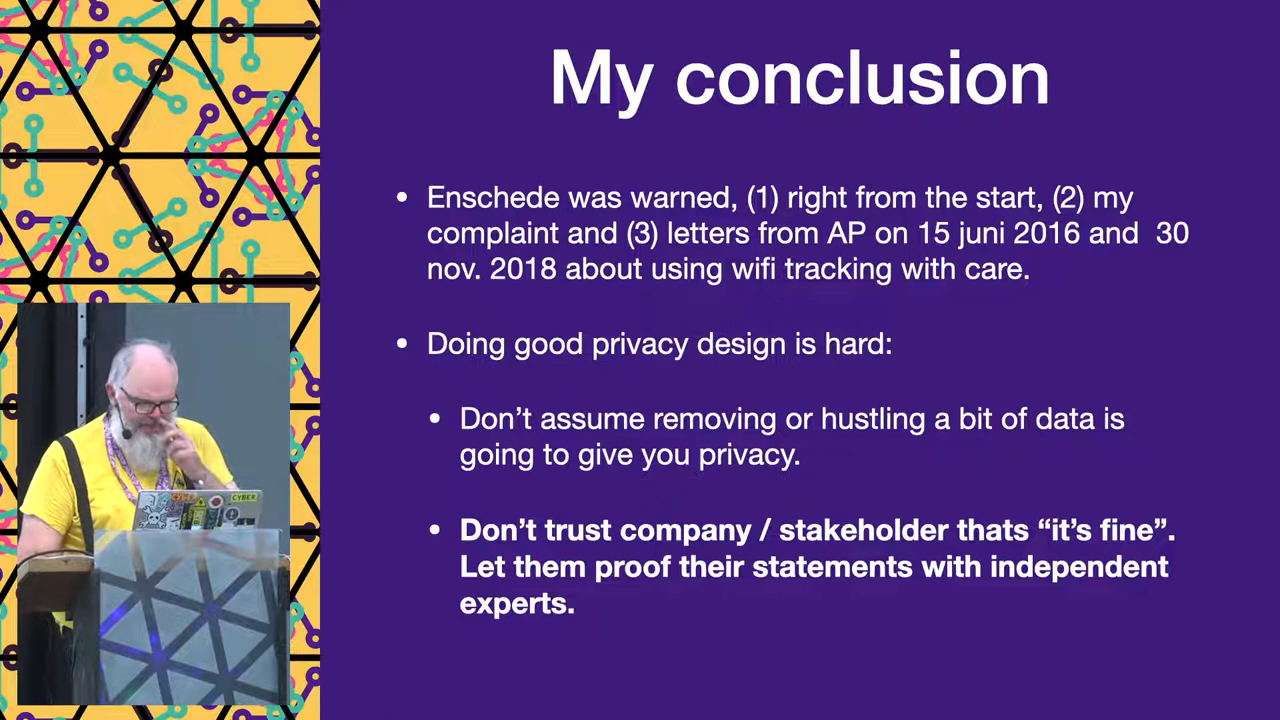 My conclusion
• Enschede was warned, (1) right from the start, (2) my
complaint and (3) letters from AP on 15 juni 2016 and  30
nov. 2018 about using wifi tracking with care.
• Doing good privacy design is hard:
• Don’t assume removing or hustling a bit of data is
going to give you privacy.
• Don’t trust company / stakeholder thats “it’s fine”.
Let them proof their statements with independent
experts.
CYBER
CYBER